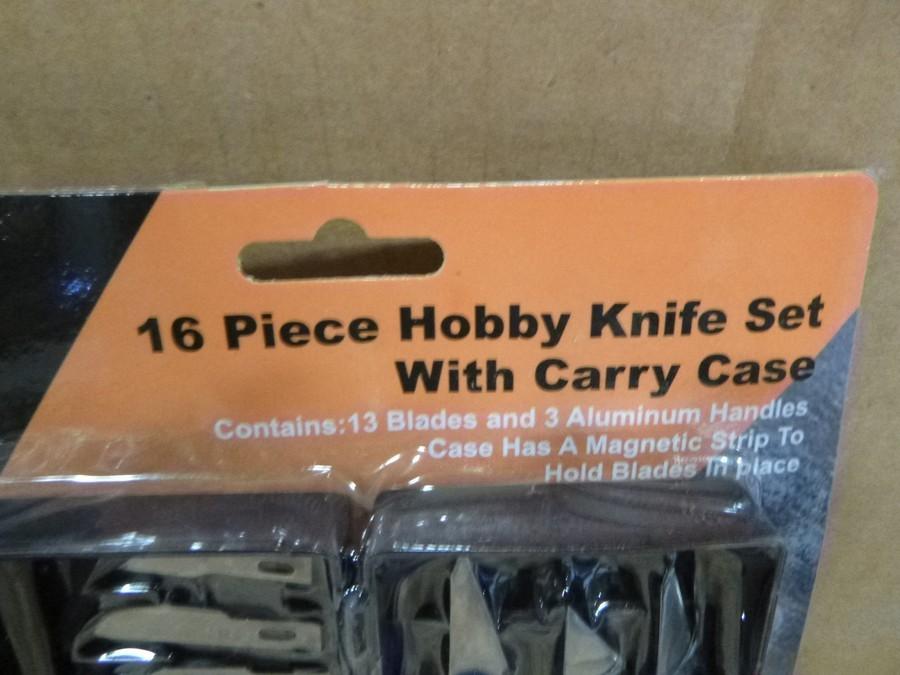 16 Piece Hobby Knife Set
With Carry Case
Contains:13 Blades and 3 Aluminum Handles
Case Has A Magnetic Strip To
Hold Blades In place